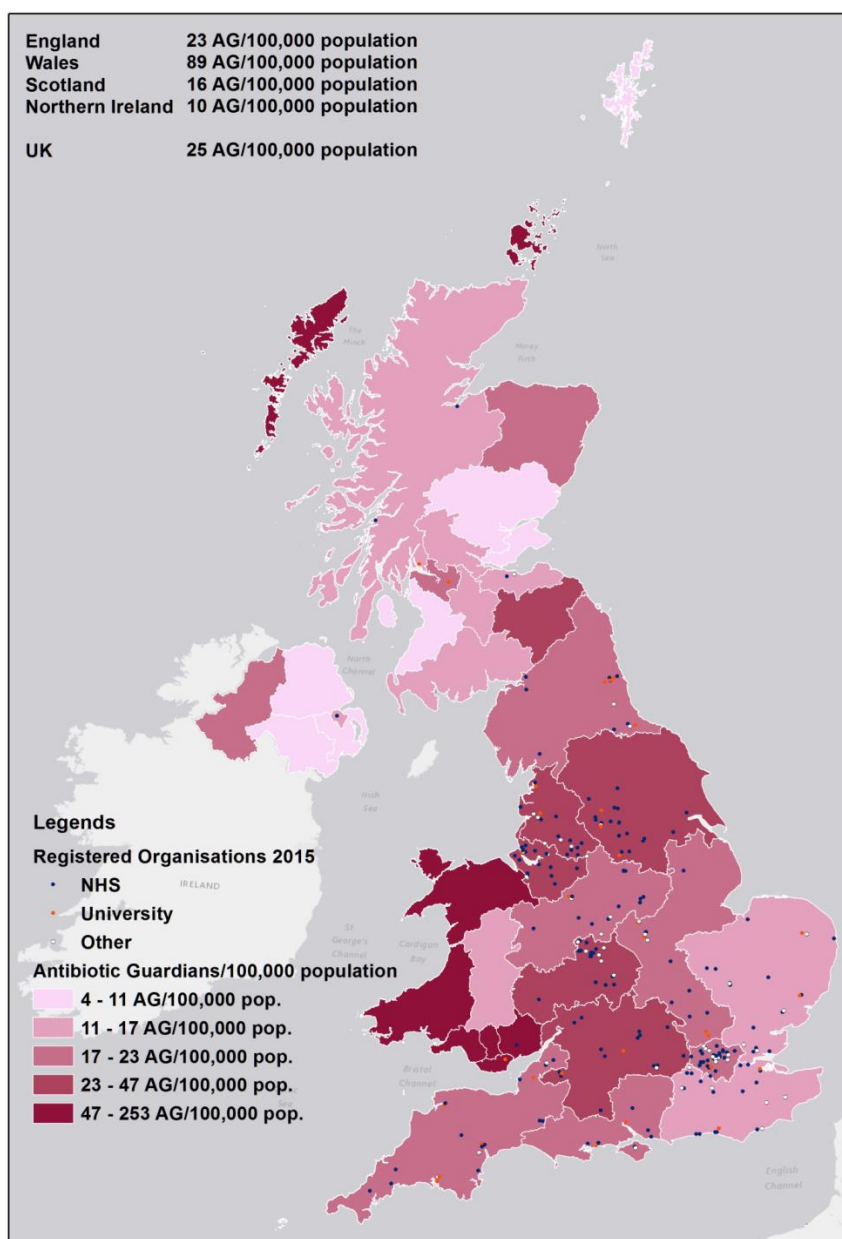 England 23 AG/100,000 population
Wales 89 AG/100,000 population
Scotland 16 AG/100,000 population
Northern Ireland 10 AG/100,000 population
UK 25 AG/100,000 population
North
Sea
The
Minch
Moray
Firth
North
Channel
Irish
Sea
Legends
Registered Organisations 2015
NHS
IRELAND
University
Other
St
George's
Channel
Cardigan
Bay
Antibiotic Guardians/100,000 population
4 - 11 AG/100,000 pop.
11 - 17 AG/100,000 pop.
17 - 23 AG/100,000 pop.
23 - 47 AG/100,000 pop.
47 - 253 AG/100,000 pop.
Bristol
Channel
Sea
English
Channel